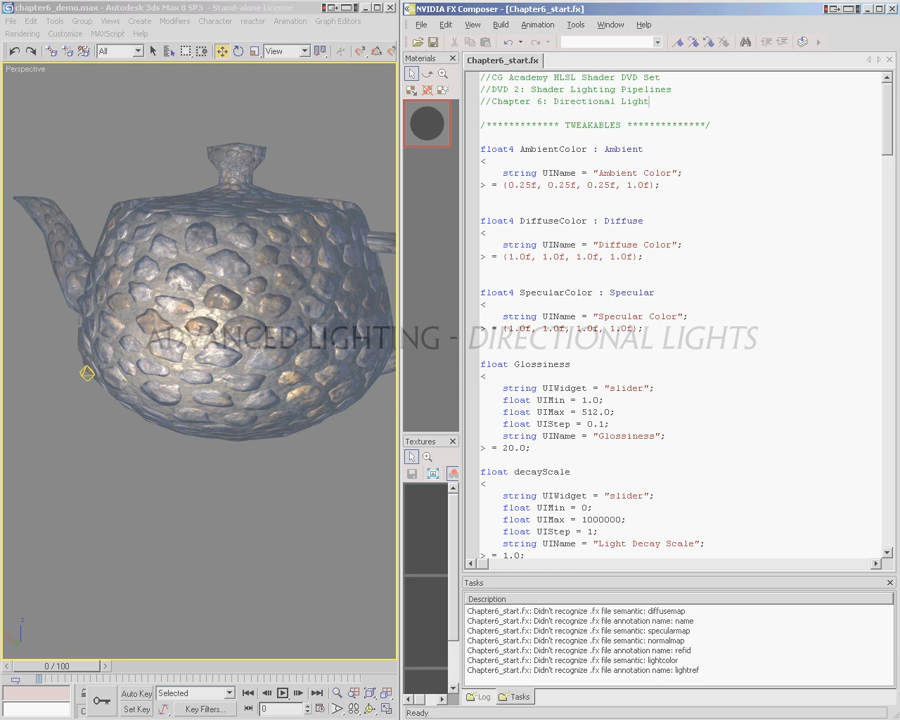 chapter6_demo.max - Autodesk 3ds Max 8 SP3 - Stand-alone License
File Edit Tools Group Views Create Modifiers Character reactor Animation Graph Editors
Rendering Customize MAXScript Help
All
View
Perspective
0 / 100
Auto Key
Selected
Set Key
Key Filters...
0
NVIDIA FX Composer - [Chapter6_start.fx]
File Edit View Build Animation Tools Window Help
Materials
Textures
Chapter6_start.fx
//CG Academy HLSL Shader DVD Set
//DVD 2: Shader Lighting Pipelines
//Chapter 6: Directional Light
/************* TWEAKABLES **************/
float4 AmbientColor : Ambient
<
string UIName = "Ambient Color";
> = {0.25f, 0.25f, 0.25f, 1.0f};
float4 DiffuseColor : Diffuse
<
string UIName = "Diffuse Color";
> = {1.0f, 1.0f, 1.0f, 1.0f};
float4 SpecularColor : Specular
<
string UIName = "Specular Color";
> = {1.0f, 1.0f, 1.0f, 1.0f};
ADVANCED LIGHTING - DIRECTIONAL LIGHTS
float Glossiness
<
string UIWidget = "slider";
float UIMin = 1.0;
float UIMax = 512.0;
float UIStep = 0.1;
string UIName = "Glossiness";
> = 20.0;
float decayScale
<
string UIWidget = "slider";
float UIMin = 0;
float UIMax = 1000000;
float UIStep = 1;
string UIName = "Light Decay Scale";
> = 1.0;
Tasks
Description
Chapter6_start.fx: Didn't recognize .fx file semantic: diffusemap
Chapter6_start.fx: Didn't recognize .fx file annotation name: name
Chapter6_start.fx: Didn't recognize .fx file semantic: specularmap
Chapter6_start.fx: Didn't recognize .fx file semantic: normalmap
Chapter6_start.fx: Didn't recognize .fx file annotation name: refid
Chapter6_start.fx: Didn't recognize .fx file semantic: lightcolor
Chapter6_start.fx: Didn't recognize .fx file annotation name: lightref
Log Tasks
Ready